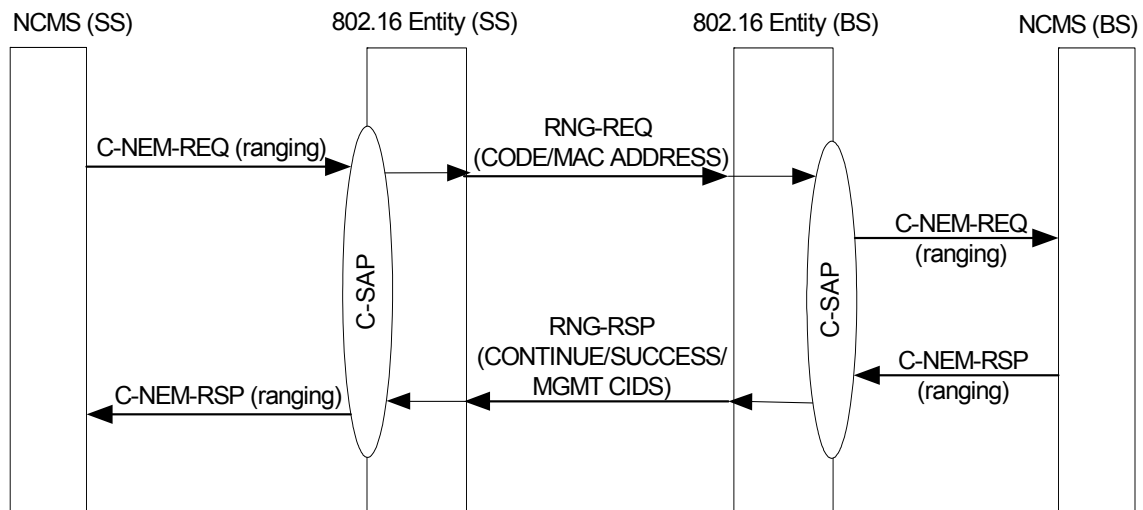 NCMS (SS)
802.16 Entity (SS)
802.16 Entity (BS)
NCMS (BS)
C-NEM-REQ (ranging)
RNG-REQ
(CODE/MAC ADDRESS)
C-NEM-REQ
(ranging)
C-SAP
C-SAP
RNG-RSP
(CONTINUE/SUCCESS/
MGMT CIDS)
C-NEM-RSP
(ranging)
C-NEM-RSP (ranging)